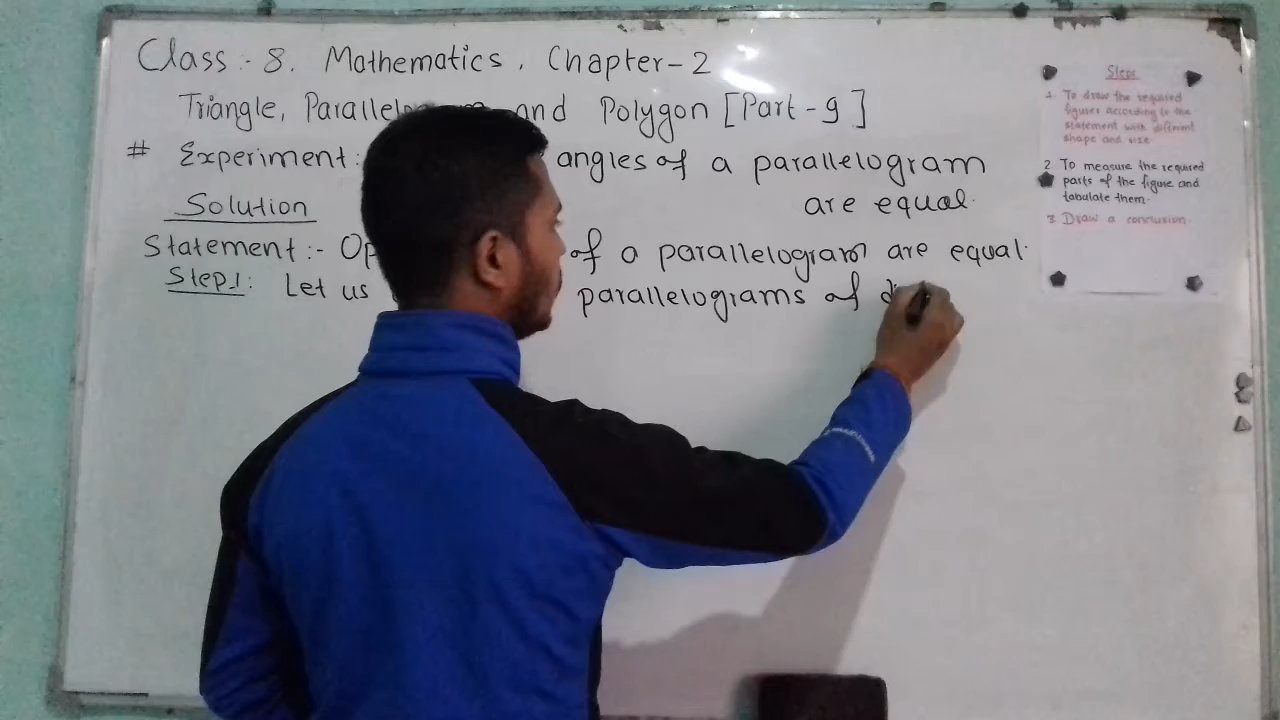 Class :- 8. Mathematics. Chapter-2
Triangle, Parallel and Polygon [Part-9]
# Experiment: angles of a parallelogram
are equal.
Solution
Statement:- Op of a parallelogram are equal.
Step1: Let us parallelograms of di
Steps
1. To draw the required
figures according to the
statement with different
shape and size
2. To measure the required
parts of the figure and
tabulate them.
3 Draw a conclusion.